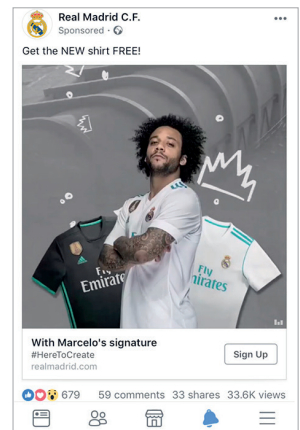 Real Madrid C.F.
Sponsored ·
Get the NEW shirt FREE!
Fly
Emirates
Fly
With Marcelo's signature
#HereToCreate
realmadrid.com
Sign Up
679
59 comments 33 shares 33.6K views